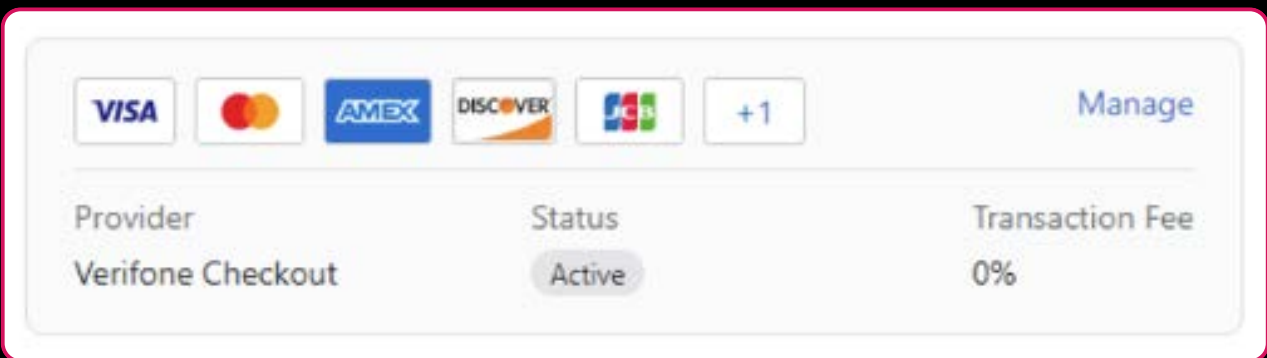 VISA AMEX DISCOVER JCB +1 Manage
Provider Status Transaction Fee
Verifone Checkout Active 0%